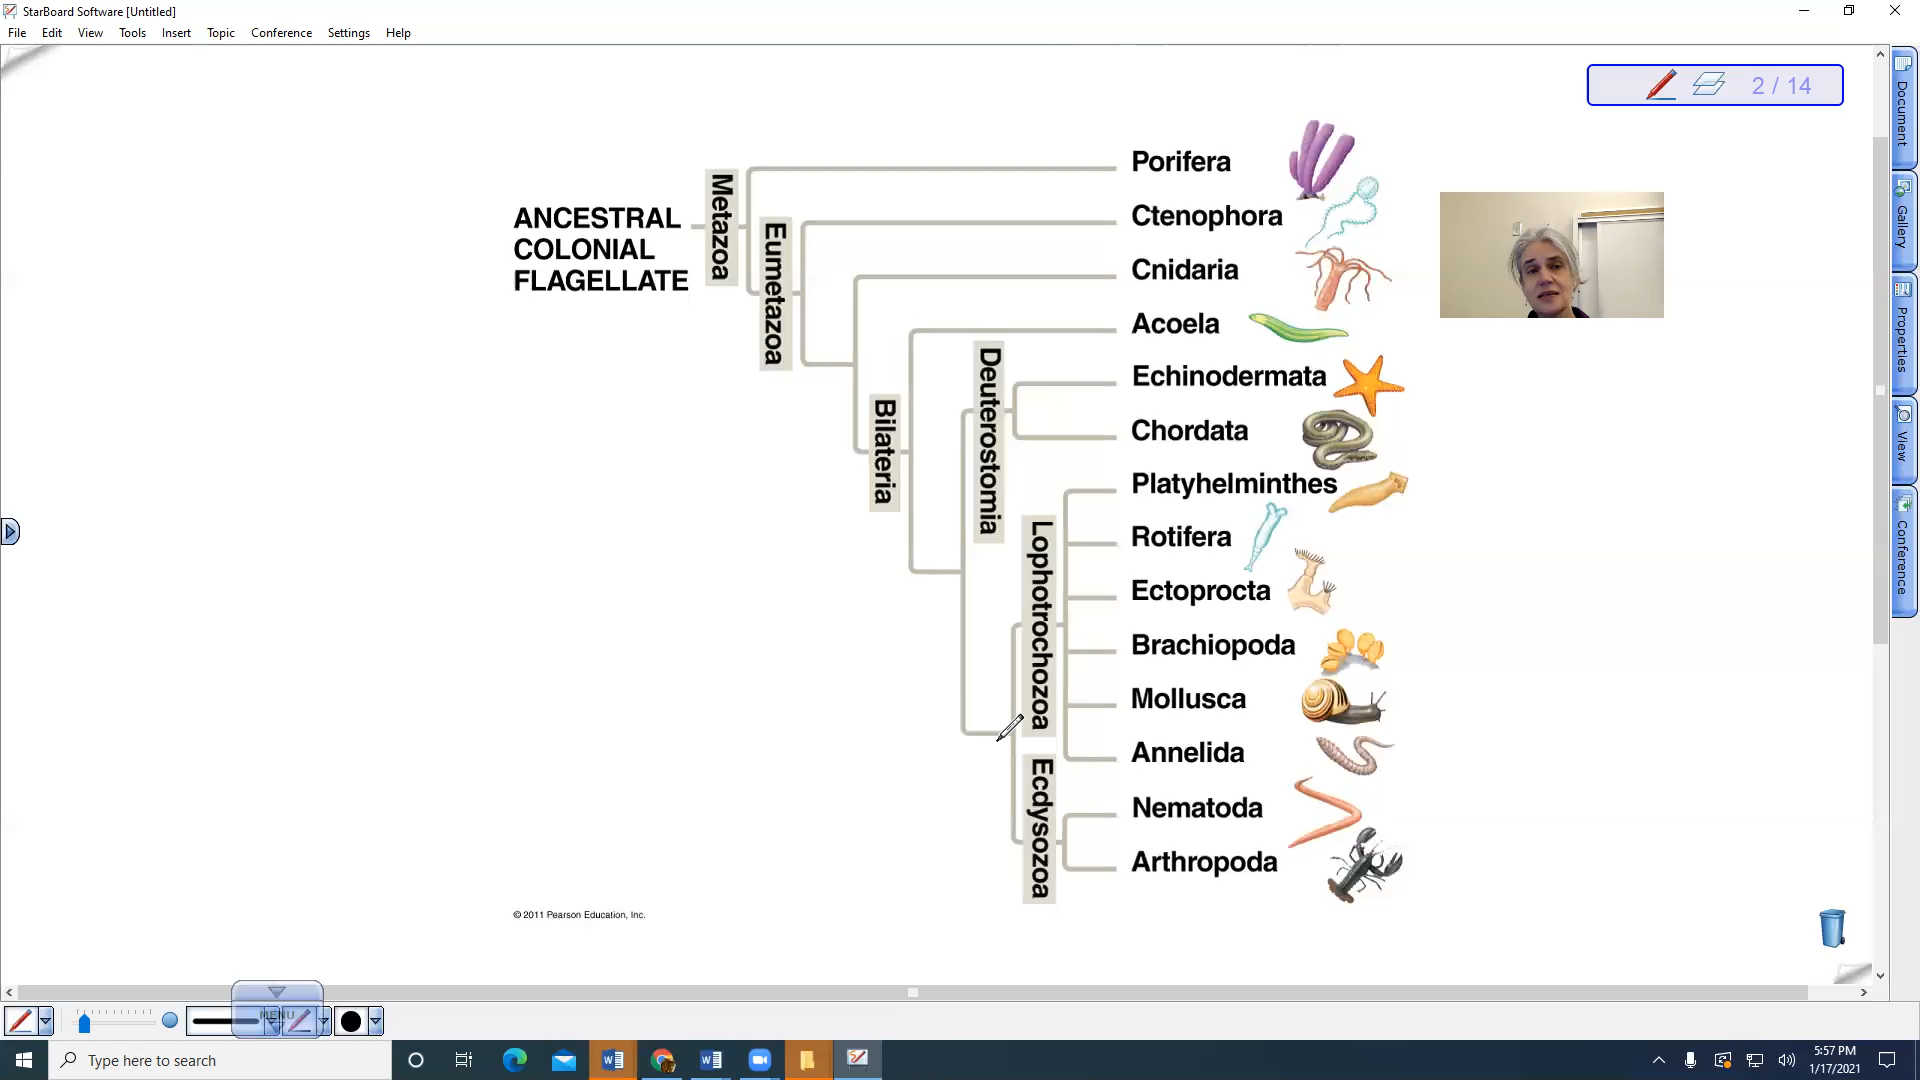 StarBoard Software [Untitled]
File Edit View Tools Insert Topic Conference Settings Help
2 / 14
Document
Gallery
Properties
View
Conference
ANCESTRAL
COLONIAL
FLAGELLATE
Metazoa
Eumetazoa
Bilateria
Deuterostomia
Lophotrochozoa
Ecdysozoa
Porifera
Ctenophora
Cnidaria
Acoela
Echinodermata
Chordata
Platyhelminthes
Rotifera
Ectoprocta
Brachiopoda
Mollusca
Annelida
Nematoda
Arthropoda
© 2011 Pearson Education, Inc.
MENU
Type here to search
5:57 PM
1/17/2021